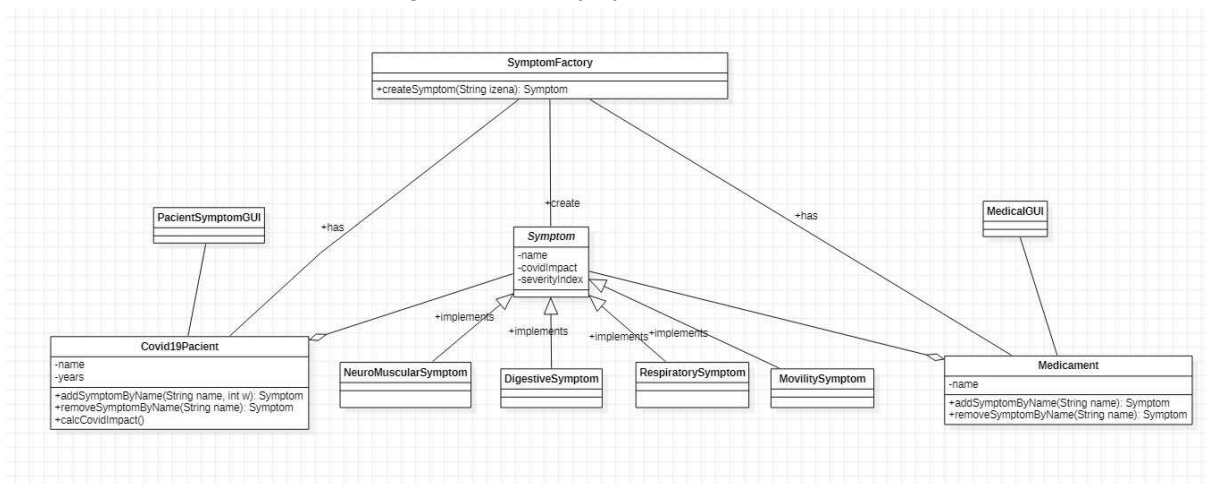 SymptomFactory
+createSymptom(String izena): Symptom
+has
+create
+has
PacientSymptomGUI
MedicalGUI
Symptom
-name
-covidImpact
-severityIndex
+implements
+implements
+implements
+implements
Covid19Pacient
-name
-years
+addSymptomByName(String name, int w): Symptom
+removeSymptomByName(String name): Symptom
+calcCovidImpact()
NeuroMuscularSymptom
DigestiveSymptom
RespiratorySymptom
MovilitySymptom
Medicament
-name
+addSymptomByName(String name): Symptom
+removeSymptomByName(String name): Symptom